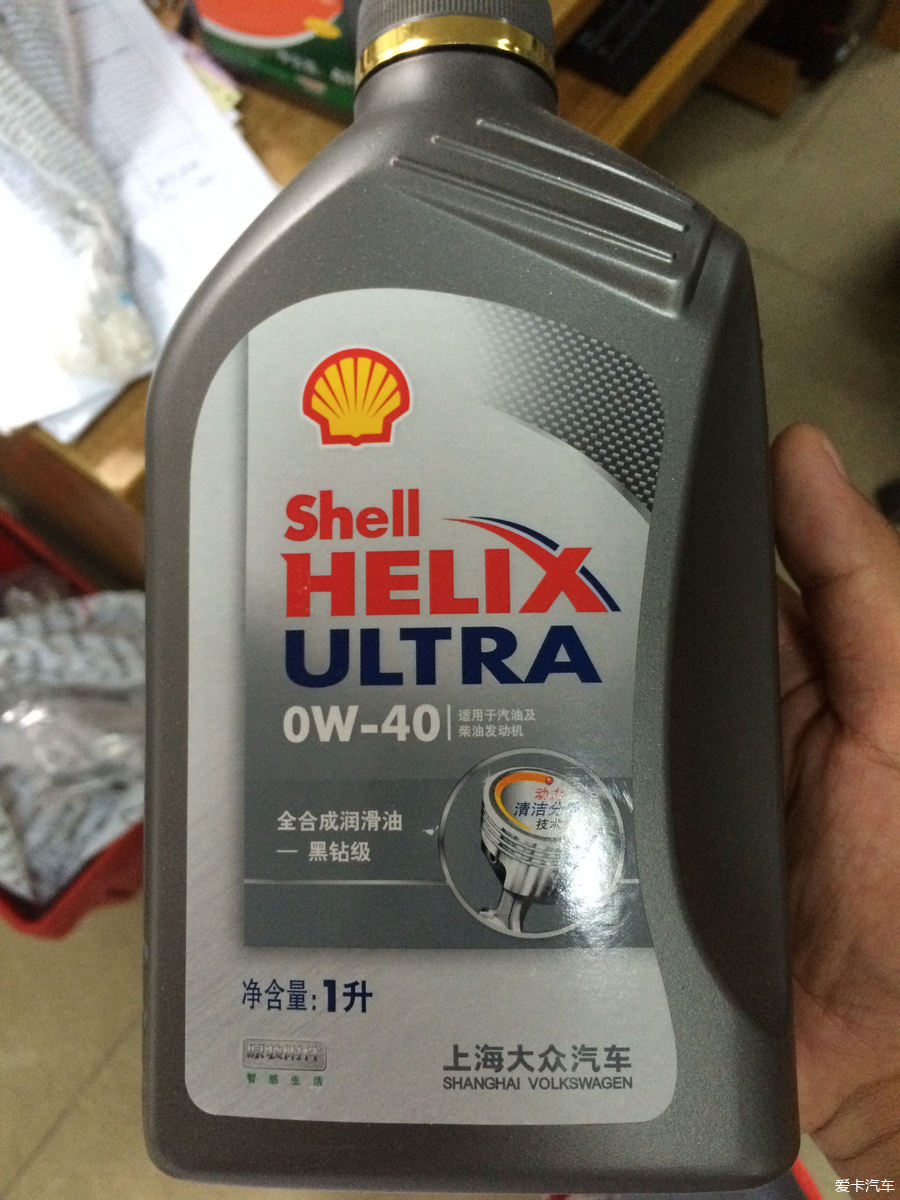 Shell
HELIX
ULTRA
0W-40
适用于汽油及
柴油发动机
清洁分
技术
全合成润滑油
— 黑钻级
净含量:1升
原装附件
智感生活
上海大众汽车
SHANGHAI VOLKSWAGEN
爱卡汽车